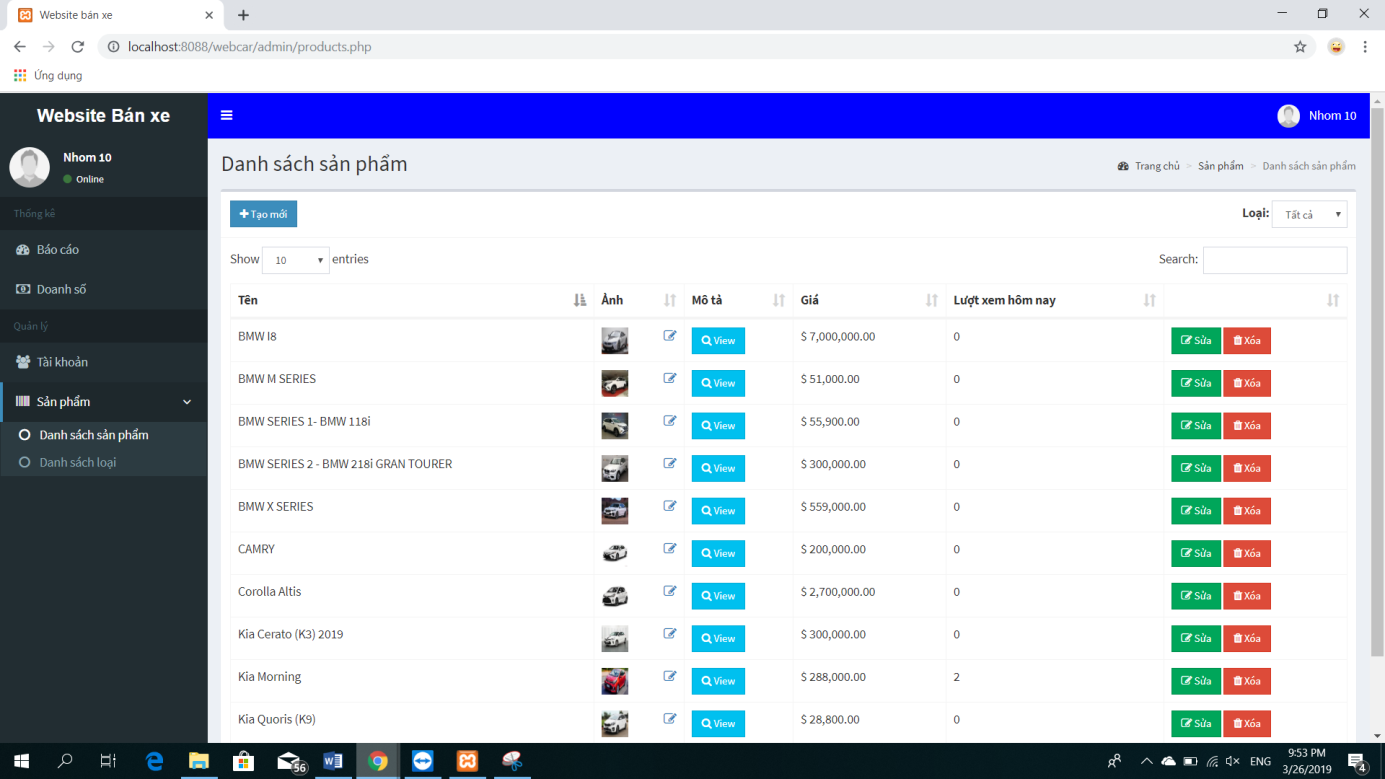 Website bán xe
localhost:8088/webcar/admin/products.php
Ứng dụng
Website Bán xe
Nhom 10
Nhom 10
Online
Danh sách sản phẩm
Trang chủ > Sản phẩm > Danh sách sản phẩm
Thống kê
Báo cáo
Doanh số
Quản lý
Tài khoản
Sản phẩm
Danh sách sản phẩm
Danh sách loại
Tạo mới
Loại: Tất cả
Show 10 entries
Search:
Tên Ảnh Mô tả Giá Lượt xem hôm nay
BMW I8 View $ 7,000,000.00 0 Sửa Xóa
BMW M SERIES View $ 51,000.00 0 Sửa Xóa
BMW SERIES 1- BMW 118i View $ 55,900.00 0 Sửa Xóa
BMW SERIES 2 - BMW 218i GRAN TOURER View $ 300,000.00 0 Sửa Xóa
BMW X SERIES View $ 559,000.00 0 Sửa Xóa
CAMRY View $ 200,000.00 0 Sửa Xóa
Corolla Altis View $ 2,700,000.00 0 Sửa Xóa
Kia Cerato (K3) 2019 View $ 300,000.00 0 Sửa Xóa
Kia Morning View $ 288,000.00 2 Sửa Xóa
Kia Quoris (K9) View $ 28,800.00 0 Sửa Xóa
56
ENG
9:53 PM
3/26/2019
4